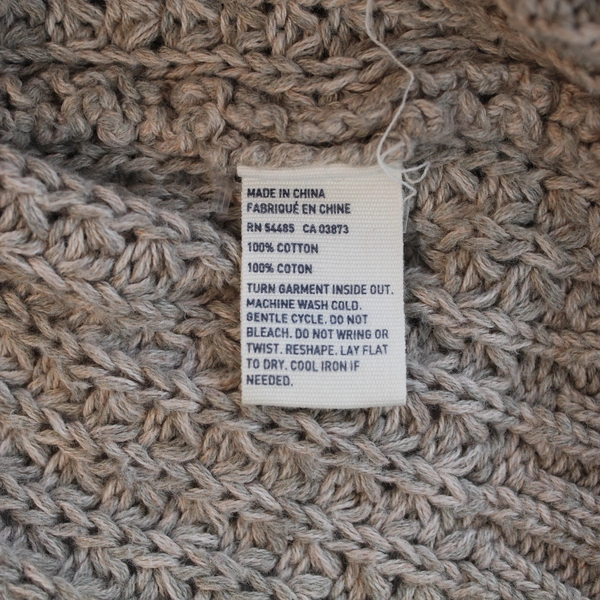 MADE IN CHINA
FABRIQUÉ EN CHINE
RN 54485 CA 03873
100% COTTON
100% COTON
TURN GARMENT INSIDE OUT.
MACHINE WASH COLD.
GENTLE CYCLE. DO NOT
BLEACH. DO NOT WRING OR
TWIST. RESHAPE. LAY FLAT
TO DRY. COOL IRON IF
NEEDED.